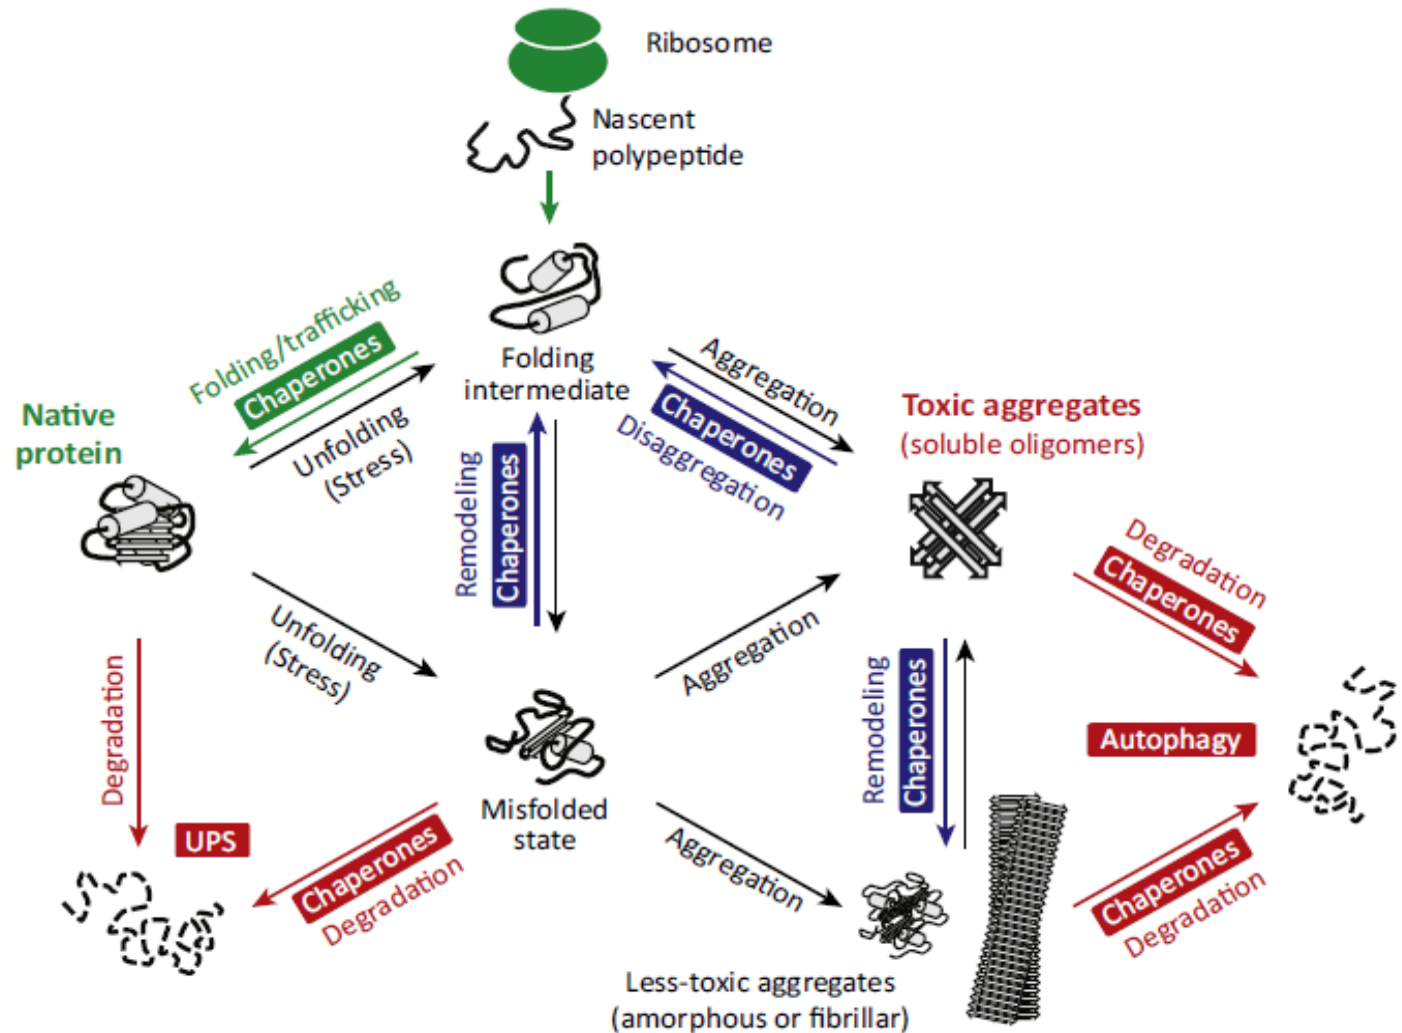 Ribosome
Nascent
polypeptide
Folding/trafficking
Chaperones
Unfolding
(Stress)
Folding
intermediate
Aggregation
Chaperones
Disaggregation
Native
protein
Toxic aggregates
(soluble oligomers)
Remodeling
Chaperones
Unfolding
(Stress)
Aggregation
Degradation
Chaperones
Degradation
UPS
Misfolded
state
Chaperones
Degradation
Aggregation
Remodeling
Chaperones
Autophagy
Chaperones
Degradation
Less-toxic aggregates
(amorphous or fibrillar)